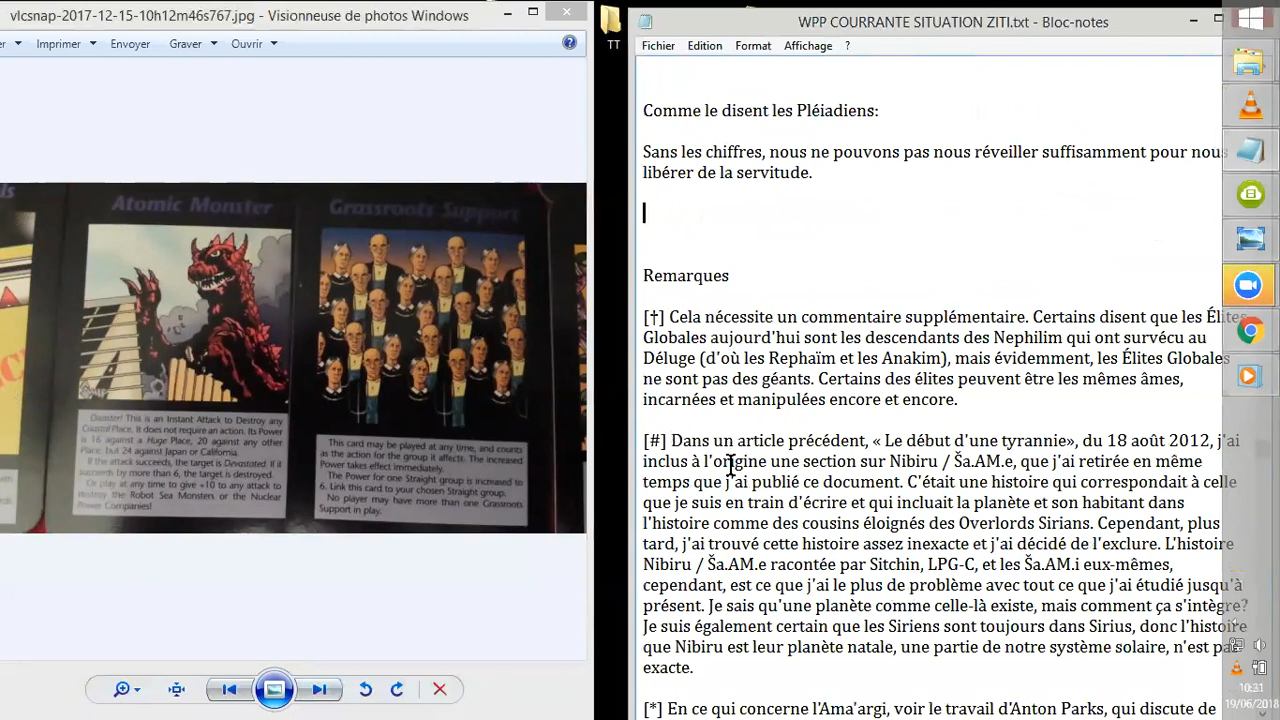 vlcsnap-2017-12-15-10h12m46s767.jpg - Visionneuse de photos Windows
Imprimer
Envoyer
Graver
Ouvrir
Atomic Monster
Grassroots Support
Disaster! This is an Instant Attack to Destroy any
Coastal Place. It does not require an action. Its Power
is 16 against a Huge Place, 20 against any other
Place, but 24 against Japan or California.
If the attack succeeds, the target is Devastated. If it
succeeds by more than 6, the target is destroyed.
Or play at any time to give +10 to any attack to
destroy the Robot Sea Monsters or the Nuclear
Power Companies!
This card may be played at any time, and counts
as the action for the group it affects. The increased
Power takes effect immediately.
The Power for one Straight group is increased to
6. Link this card to your chosen Straight group.
No player may have more than one Grassroots
Support in play.
TT
WPP COURRANTE SITUATION ZITI.txt - Bloc-notes
Fichier Edition Format Affichage ?
Comme le disent les Pléiadiens:
Sans les chiffres, nous ne pouvons pas nous réveiller suffisamment pour nous
libérer de la servitude.
Remarques
[†] Cela nécessite un commentaire supplémentaire. Certains disent que les Élites
Globales aujourd'hui sont les descendants des Nephilim qui ont survécu au
Déluge (d'où les Rephaïm et les Anakim), mais évidemment, les Élites Globales
ne sont pas des géants. Certains des élites peuvent être les mêmes âmes,
incarnées et manipulées encore et encore.
[#] Dans un article précédent, « Le début d'une tyrannie», du 18 août 2012, j'ai
inclus à l'origine une section sur Nibiru / Ša.AM.e, que j'ai retirée en même
temps que j'ai publié ce document. C'était une histoire qui correspondait à celle
que je suis en train d'écrire et qui incluait la planète et son habitant dans
l'histoire comme des cousins éloignés des Overlords Sirians. Cependant, plus
tard, j'ai trouvé cette histoire assez inexacte et j'ai décidé de l'exclure. L'histoire
Nibiru / Ša.AM.e racontée par Sitchin, LPG-C, et les Ša.AM.i eux-mêmes,
cependant, est ce que j'ai le plus de problème avec tout ce que j'ai étudié jusqu'à
présent. Je sais qu'une planète comme celle-là existe, mais comment ça s'intègre?
Je suis également certain que les Siriens sont toujours dans Sirius, donc l'histoire
que Nibiru est leur planète natale, une partie de notre système solaire, n'est pas
exacte.
[*] En ce qui concerne l'Ama'argi, voir le travail d'Anton Parks, qui discute de
10:31
19/06/2018